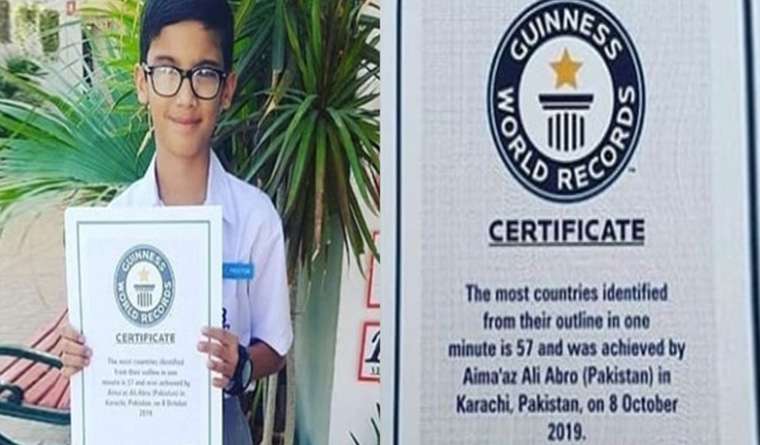 GUINNESS
WORLD RECORDS
CERTIFICATE
The most countries identified
from their outline in one
minute is 57 and was achieved by
Aima'az Ali Abro (Pakistan) in
Karachi, Pakistan, on 8 October
2019.
GUINNESS
WORLD RECORDS
™
CERTIFICATE
The most countries identified
from their outline in one
minute is 57 and was achieved by
Aima'az Ali Abro (Pakistan) in
Karachi, Pakistan, on 8 October
2019.